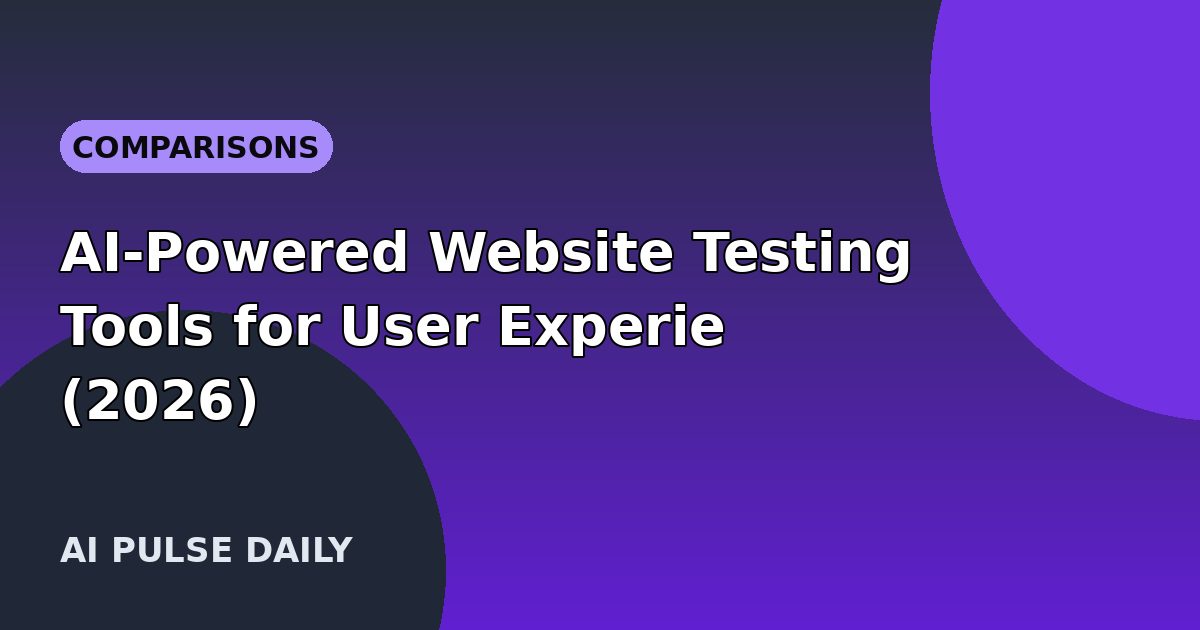 COMPARISONS
AI-Powered Website Testing
Tools for User Experie
(2026)
AI PULSE DAILY